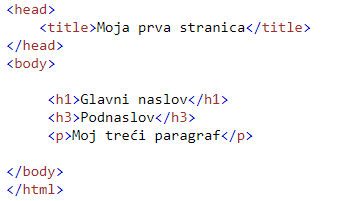 <head>
    <title>Moja prva stranica</title>
</head>
<body>

     <h1>Glavni naslov</h1>
     <h3>Podnaslov</h3>
     <p>Moj treći paragraf</p>

</body>
</html>